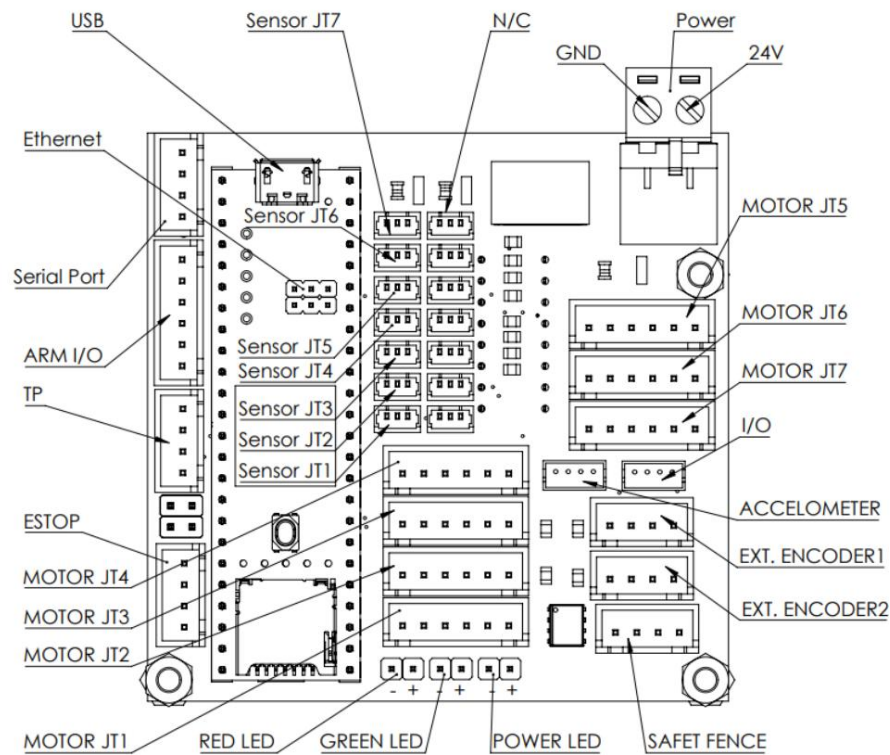 USB
Sensor JT7
N/C
Power
GND
24V
Ethernet
Sensor JT6
MOTOR JT5
Serial Port
MOTOR JT6
ARM I/O
Sensor JT5
Sensor JT4
MOTOR JT7
TP
Sensor JT3
I/O
Sensor JT2
Sensor JT1
ACCELOMETER
ESTOP
EXT. ENCODER1
MOTOR JT4
MOTOR JT3
EXT. ENCODER2
MOTOR JT2
- + - + - +
MOTOR JT1
RED LED
GREEN LED
POWER LED
SAFET FENCE